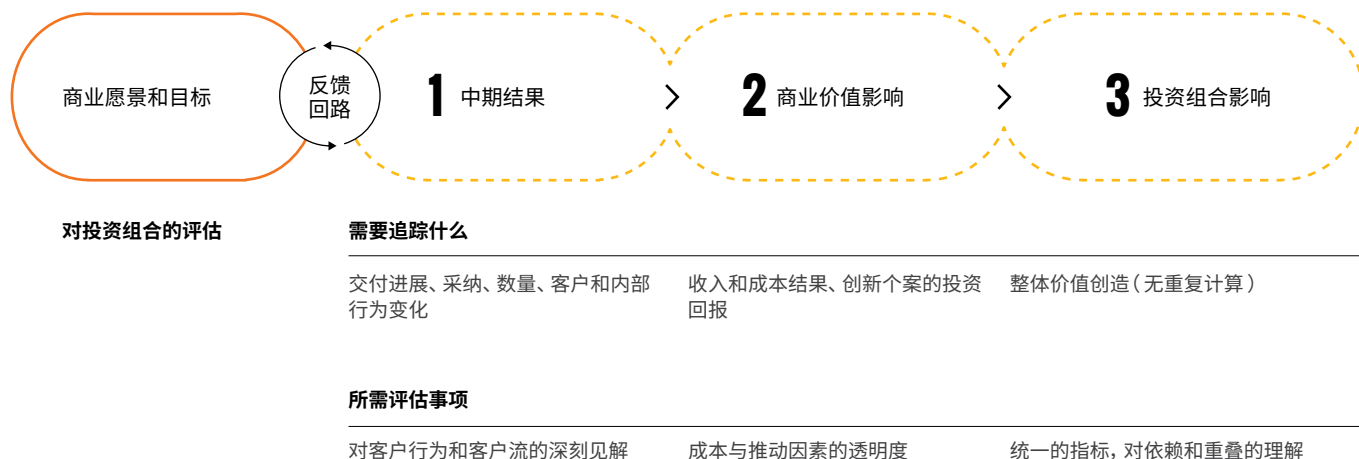 商业愿景和目标
反馈
回路
1 中期结果
2 商业价值影响
3 投资组合影响
对投资组合的评估
需要追踪什么
交付进展、采纳、数量、客户和内部
行为变化
收入和成本结果、创新个案的投资
回报
整体价值创造(无重复计算)
所需评估事项
对客户行为和客户流的深刻见解
成本与推动因素的透明度
统一的指标,对依赖和重叠的理解